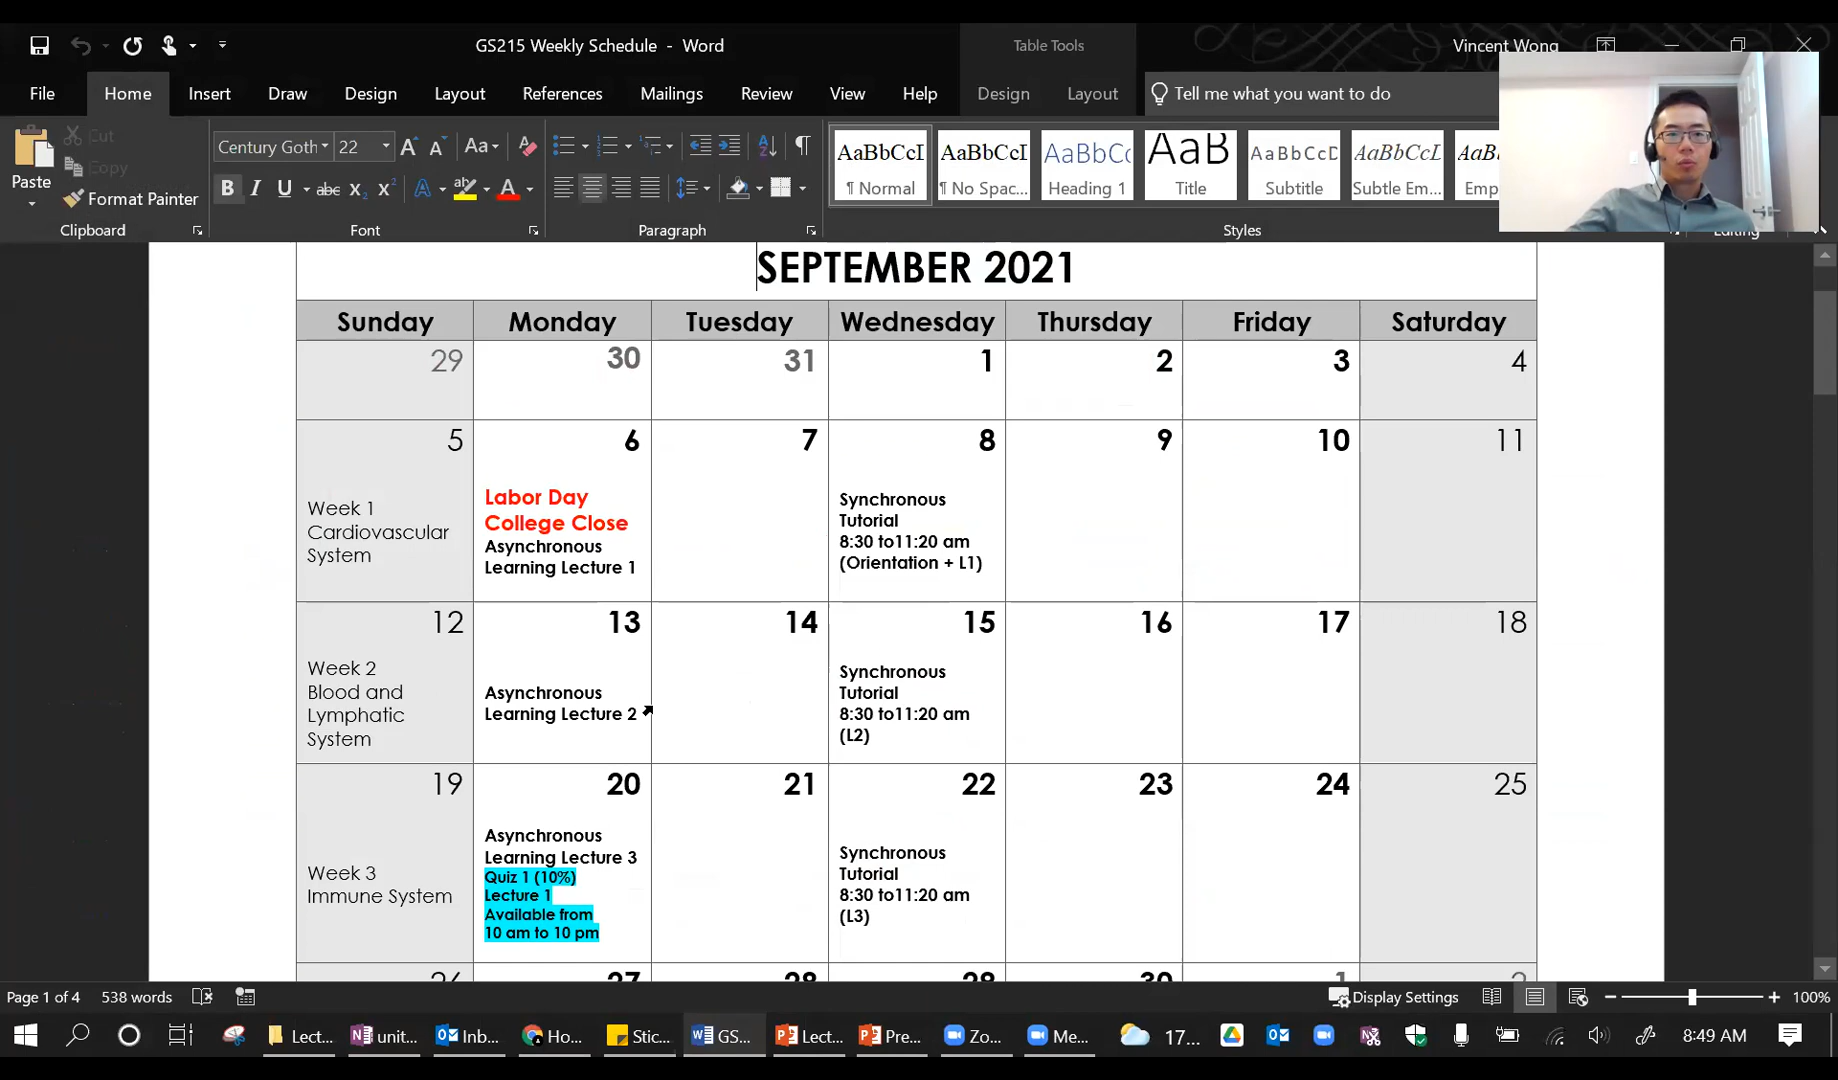 GS215 Weekly Schedule - Word
Table Tools
Vincent Wong
File Home Insert Draw Design Layout References Mailings Review View Help Design Layout Tell me what you want to do
Paste
Cut
Copy
Format Painter
Clipboard
Century Goth 22
Font
Paragraph
AaBbCcI AaBbCcI AaBbCc AaB AaBbCcD AaBbCcL AaBb
¶ Normal ¶ No Spac... Heading 1 Title Subtitle Subtle Em... Emp
Styles
SEPTEMBER 2021
Sunday Monday Tuesday Wednesday Thursday Friday Saturday
29 30 31 1 2 3 4
5 6 7 8 9 10 11
Week 1
Cardiovascular
System
Labor Day
College Close
Asynchronous
Learning Lecture 1
Synchronous
Tutorial
8:30 to11:20 am
(Orientation + L1)
12 13 14 15 16 17 18
Week 2
Blood and
Lymphatic
System
Asynchronous
Learning Lecture 2
Synchronous
Tutorial
8:30 to11:20 am
(L2)
19 20 21 22 23 24 25
Week 3
Immune System
Asynchronous
Learning Lecture 3
Quiz 1 (10%)
Lecture 1
Available from
10 am to 10 pm
Synchronous
Tutorial
8:30 to11:20 am
(L3)
26 27 28 29 30 1 2
Page 1 of 4 538 words Display Settings 100%
Lect... unit... Inb... Ho... Stic... GS... Lect... Pre... Zo... Me... 17... 8:49 AM